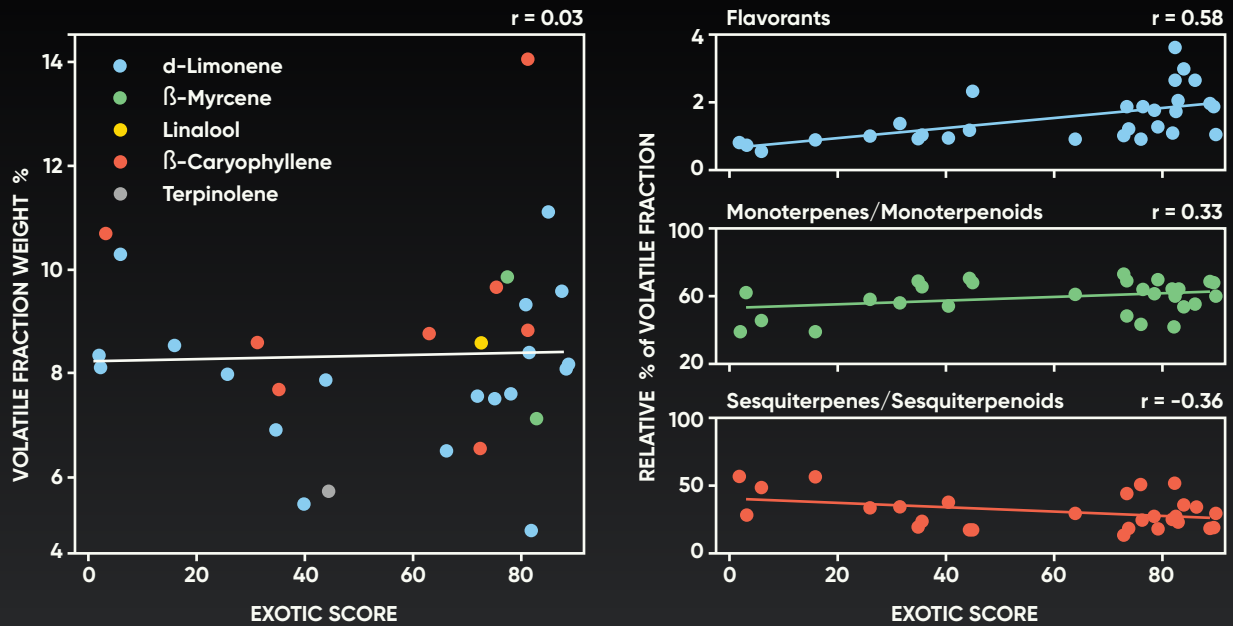 r = 0.03
VOLATILE FRACTION WEIGHT %
14
12
10
8
6
4
d-Limonene
ß-Myrcene
Linalool
ß-Caryophyllene
Terpinolene
0 20 40 60 80
EXOTIC SCORE
RELATIVE % of VOLATILE FRACTION
Flavorants r = 0.58
4
2
0
Monoterpenes/Monoterpenoids r = 0.33
100
60
20
Sesquiterpenes/Sesquiterpenoids r = -0.36
100
50
0
0 20 40 60 80
EXOTIC SCORE